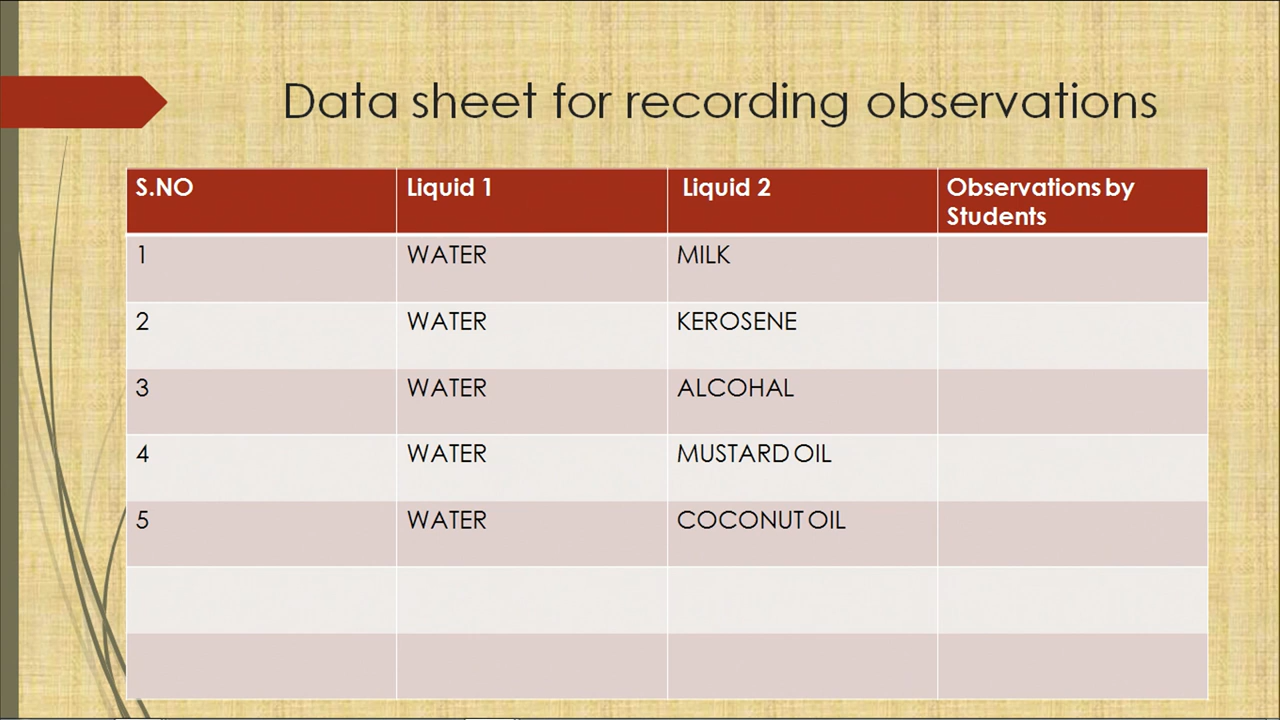 Data sheet for recording observations
S.NO Liquid 1 Liquid 2 Observations by
Students
1 WATER MILK
2 WATER KEROSENE
3 WATER ALCOHAL
4 WATER MUSTARD OIL
5 WATER COCONUT OIL